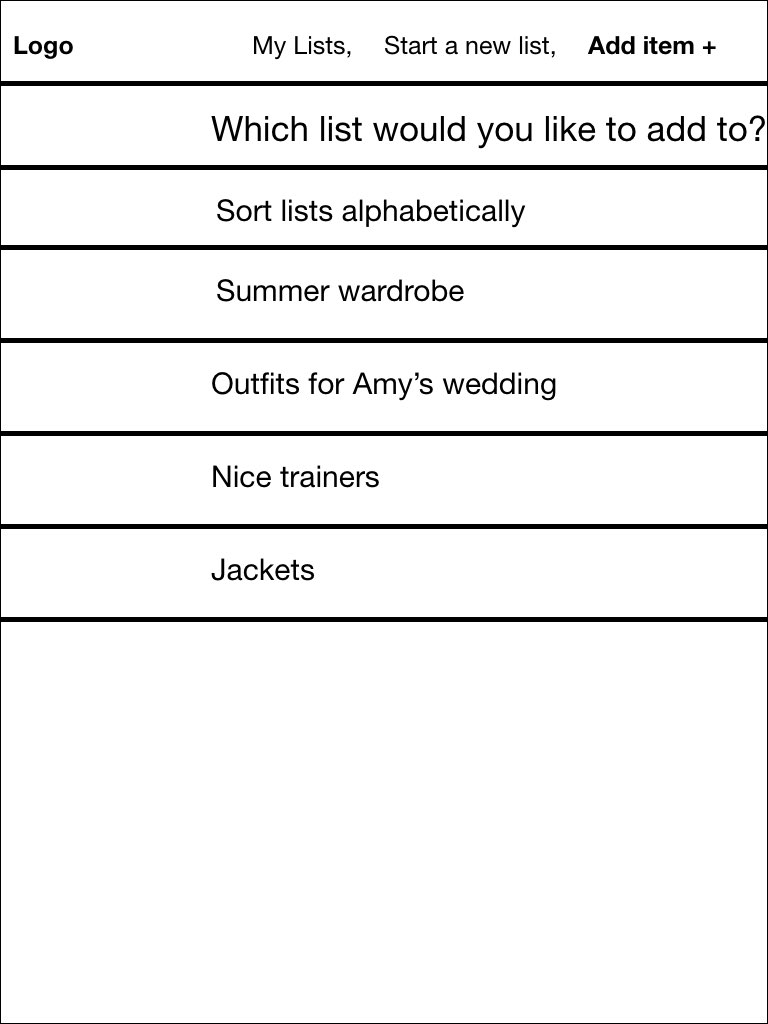 Logo My Lists, Start a new list, Add item +
Which list would you like to add to?
Sort lists alphabetically
Summer wardrobe
Outfits for Amy’s wedding
Nice trainers
Jackets